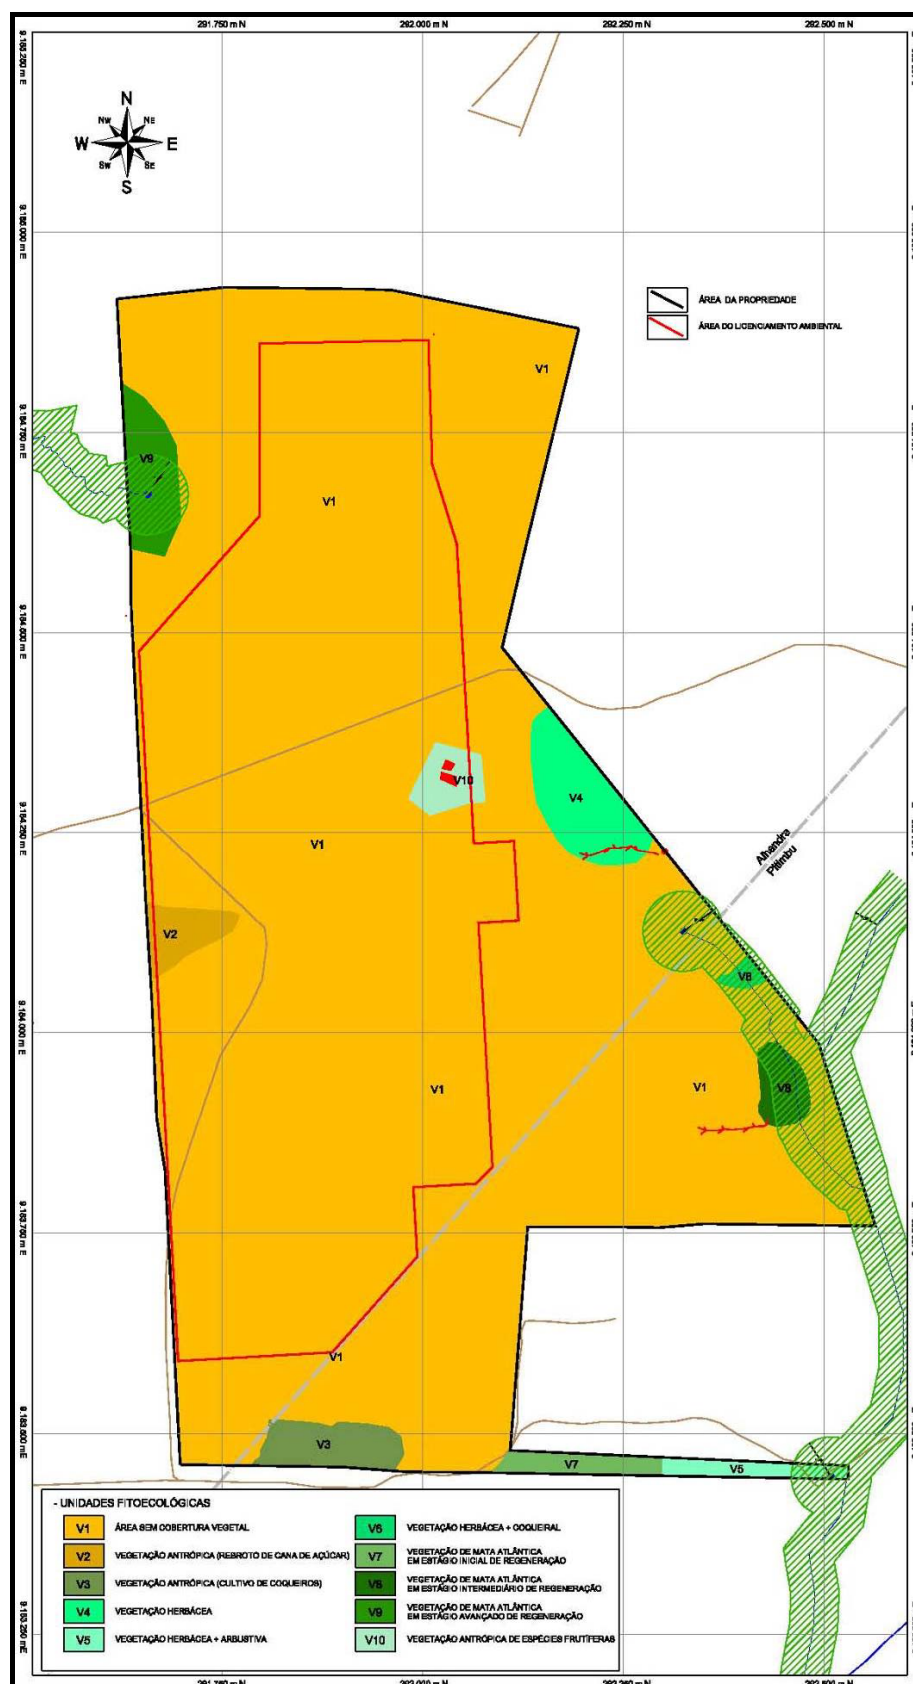 291.750 m N
292.000 m N
292.250 m N
292.500 m N
N
NW
NE
W
E
SW
SE
S
ÁREA DA PROPRIEDADE
ÁREA DO LICENCIAMENTO AMBIENTAL
V1
V9
V1
V10
V4
V1
Alhandra
Pitimbu
V2
V1
V1
V1
V3
V7
V5
- UNIDADES FITOECOLÓGICAS
V1 ÁREA SEM COBERTURA VEGETAL
V2 VEGETAÇÃO ANTRÓPICA (REBROTO DE CANA DE AÇÚCAR)
V3 VEGETAÇÃO ANTRÓPICA (CULTIVO DE COQUEIROS)
V4 VEGETAÇÃO HERBÁCEA
V5 VEGETAÇÃO HERBÁCEA + ARBUSTIVA
V6 VEGETAÇÃO HERBÁCEA + COQUEIRAL
V7 VEGETAÇÃO DE MATA ATLÂNTICA
EM ESTÁGIO INICIAL DE REGENERAÇÃO
V8 VEGETAÇÃO DE MATA ATLÂNTICA
EM ESTÁGIO INTERMEDIÁRIO DE REGENERAÇÃO
V9 VEGETAÇÃO DE MATA ATLÂNTICA
EM ESTÁGIO AVANÇADO DE REGENERAÇÃO
V10 VEGETAÇÃO ANTRÓPICA DE ESPÉCIES FRUTÍFERAS